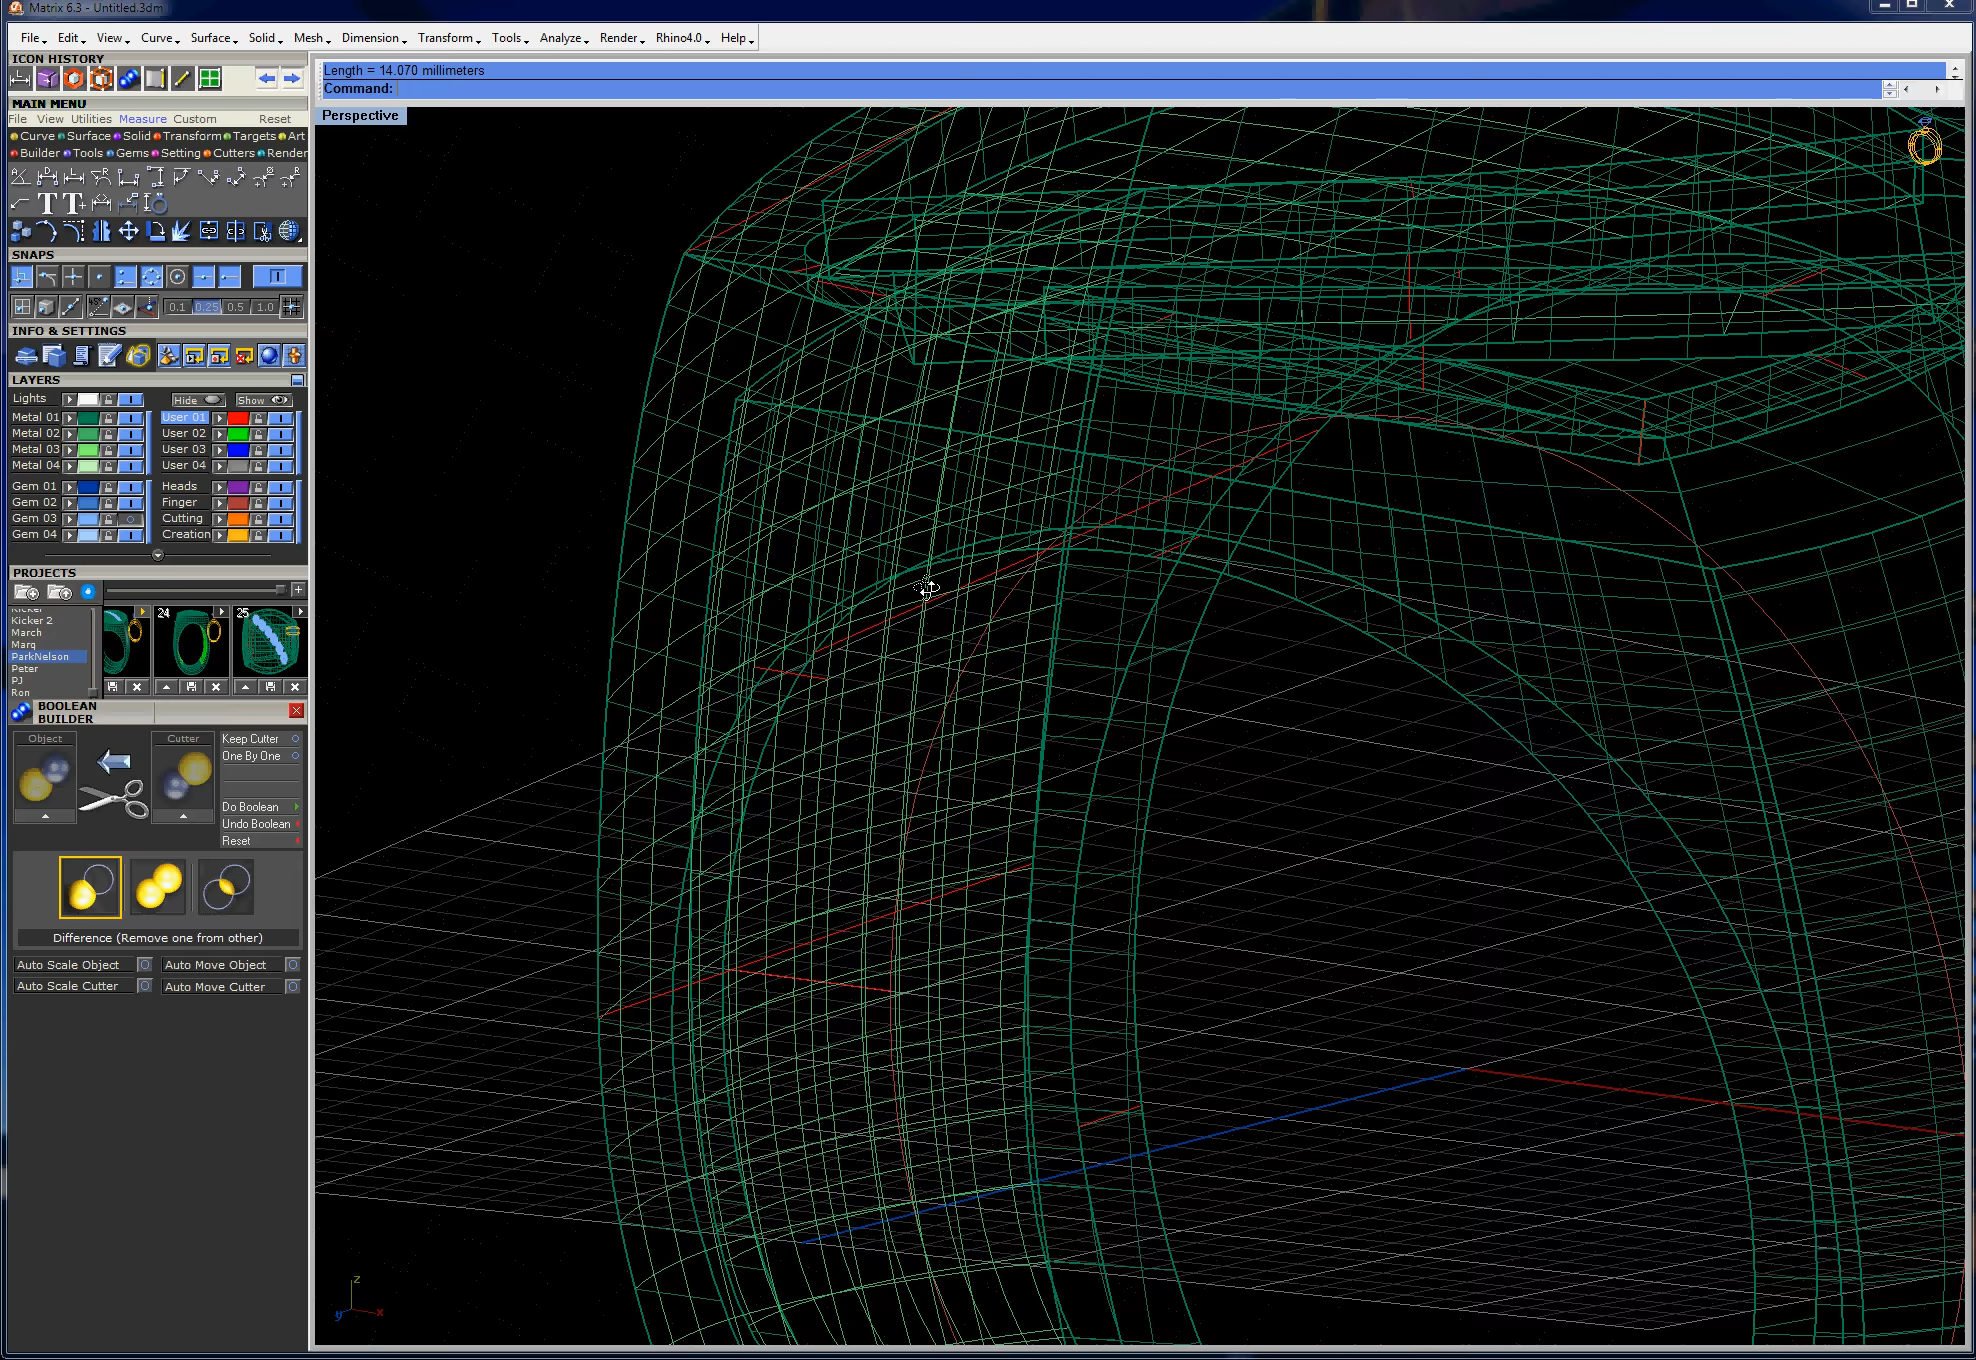 Matrix 6.3 - Untitled.3dm
File Edit View Curve Surface Solid Mesh Dimension Transform Tools Analyze Render Rhino4.0 Help
ICON HISTORY
Length = 14.070 millimeters
Command:
Perspective
MAIN MENU
File View Utilities Measure Custom Reset
Curve Surface Solid Transform Targets Art
Builder Tools Gems Setting Cutters Render
SNAPS
0.1 0.25 0.5 1.0
INFO & SETTINGS
LAYERS
Lights Hide Show
Metal 01 User 01
Metal 02 User 02
Metal 03 User 03
Metal 04 User 04
Gem 01 Heads
Gem 02 Finger
Gem 03 Cutting
Gem 04 Creation
PROJECTS
Kicker
Kicker 2
March
Marq
ParkNelson
Peter
PJ
Ron
24 25
BOOLEAN
BUILDER
Object Cutter
Keep Cutter
One By One
Do Boolean
Undo Boolean
Reset
Difference (Remove one from other)
Auto Scale Object Auto Move Object
Auto Scale Cutter Auto Move Cutter
z
y x